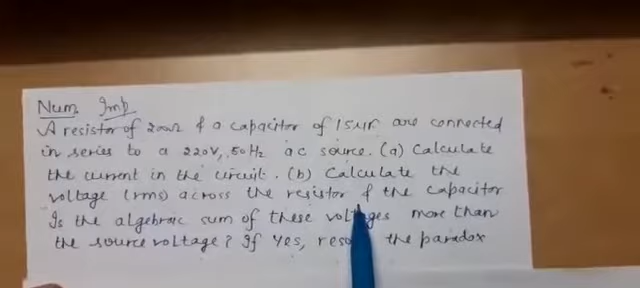 Num Imp
A resistor of 200Ω & a capacitor of 15μF are connected
in series to a 220V, 50Hz ac source. (a) Calculate
the current in the circuit. (b) Calculate the
voltage (rms) across the resistor & the capacitor
Is the algebraic sum of these voltages more than
the source voltage? If Yes, the paradox